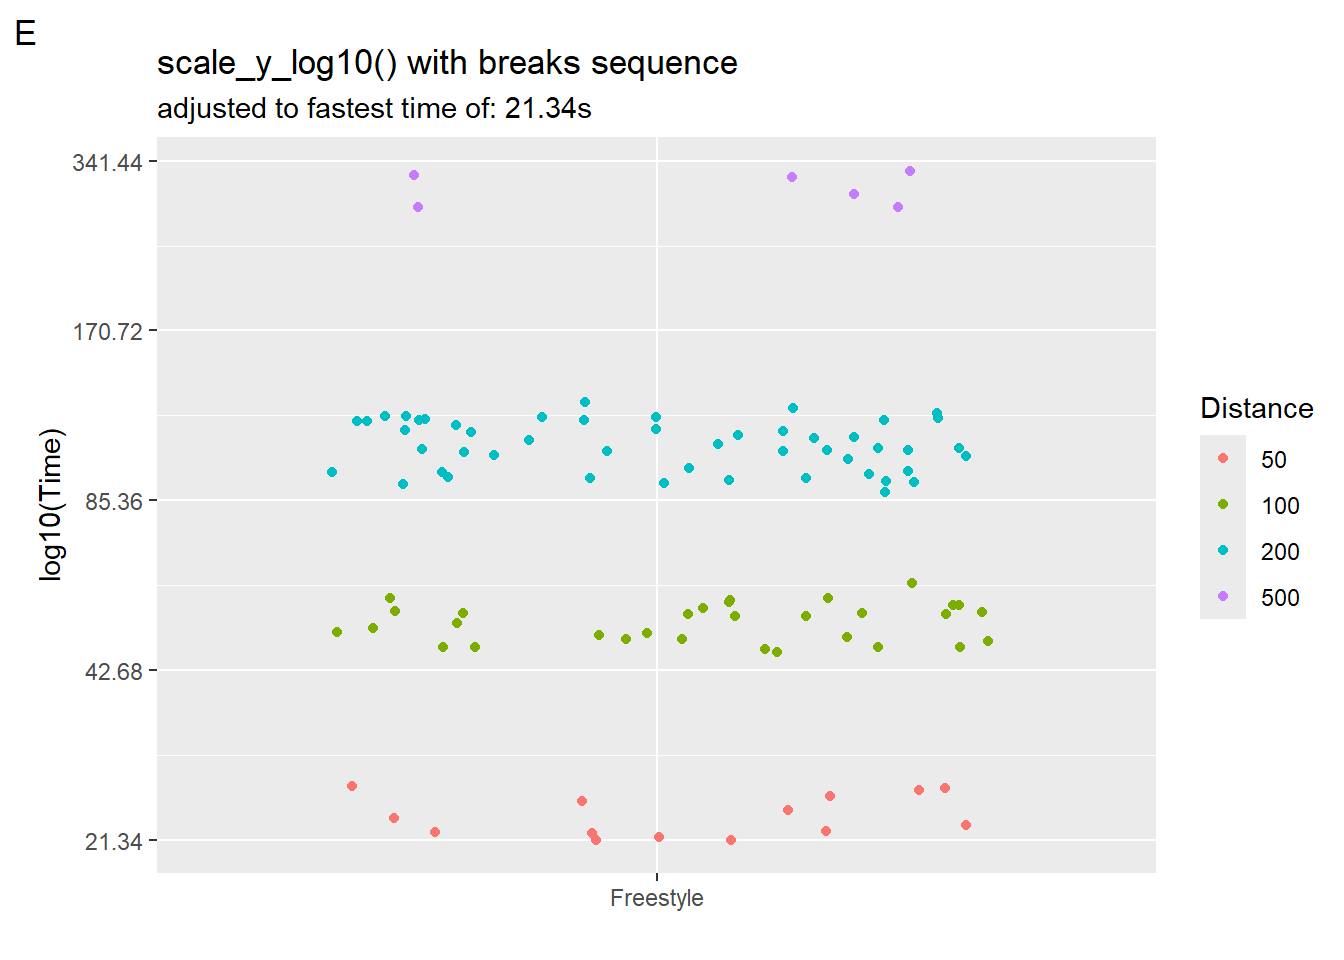 E
scale_y_log10() with breaks sequence
adjusted to fastest time of: 21.34s
341.44
170.72
85.36
42.68
21.34
log10(Time)
Freestyle
Distance
50
100
200
500